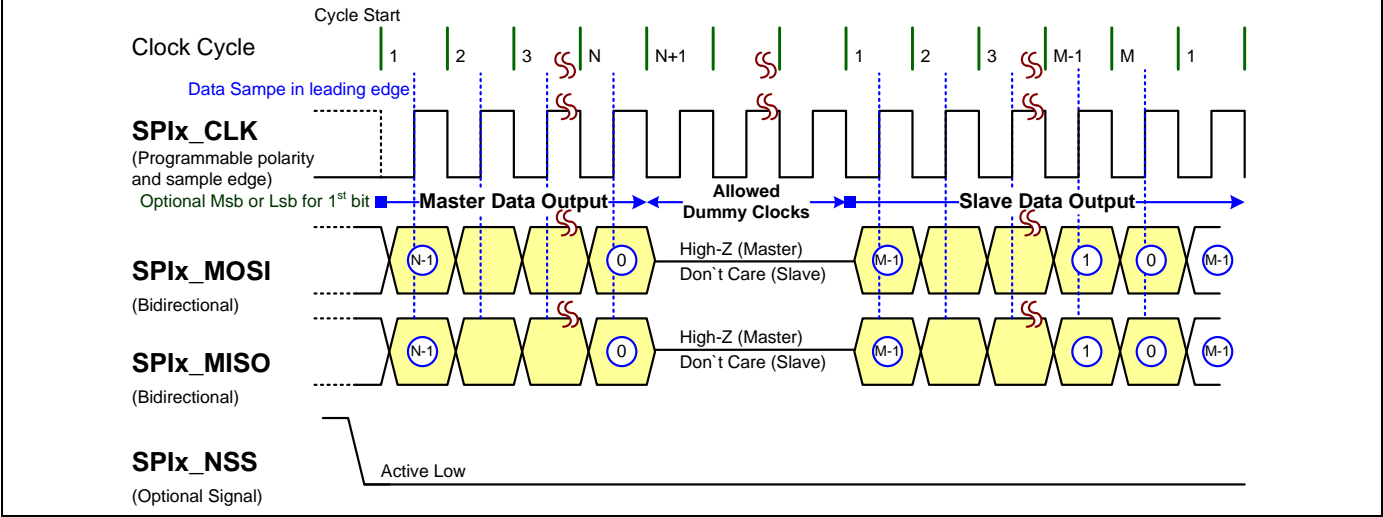 Cycle Start
Clock Cycle
1 2 3 N N+1 1 2 3 M-1 M 1
Data Sampe in leading edge
SPIx_CLK
(Programmable polarity
and sample edge)
Optional Msb or Lsb for 1st bit
Master Data Output
Allowed
Dummy Clocks
Slave Data Output
SPIx_MOSI
(Bidirectional)
N-1 0
High-Z (Master)
Don`t Care (Slave)
M-1 1 0 M-1
SPIx_MISO
(Bidirectional)
N-1 0
High-Z (Master)
Don`t Care (Slave)
M-1 1 0 M-1
SPIx_NSS
(Optional Signal)
Active Low